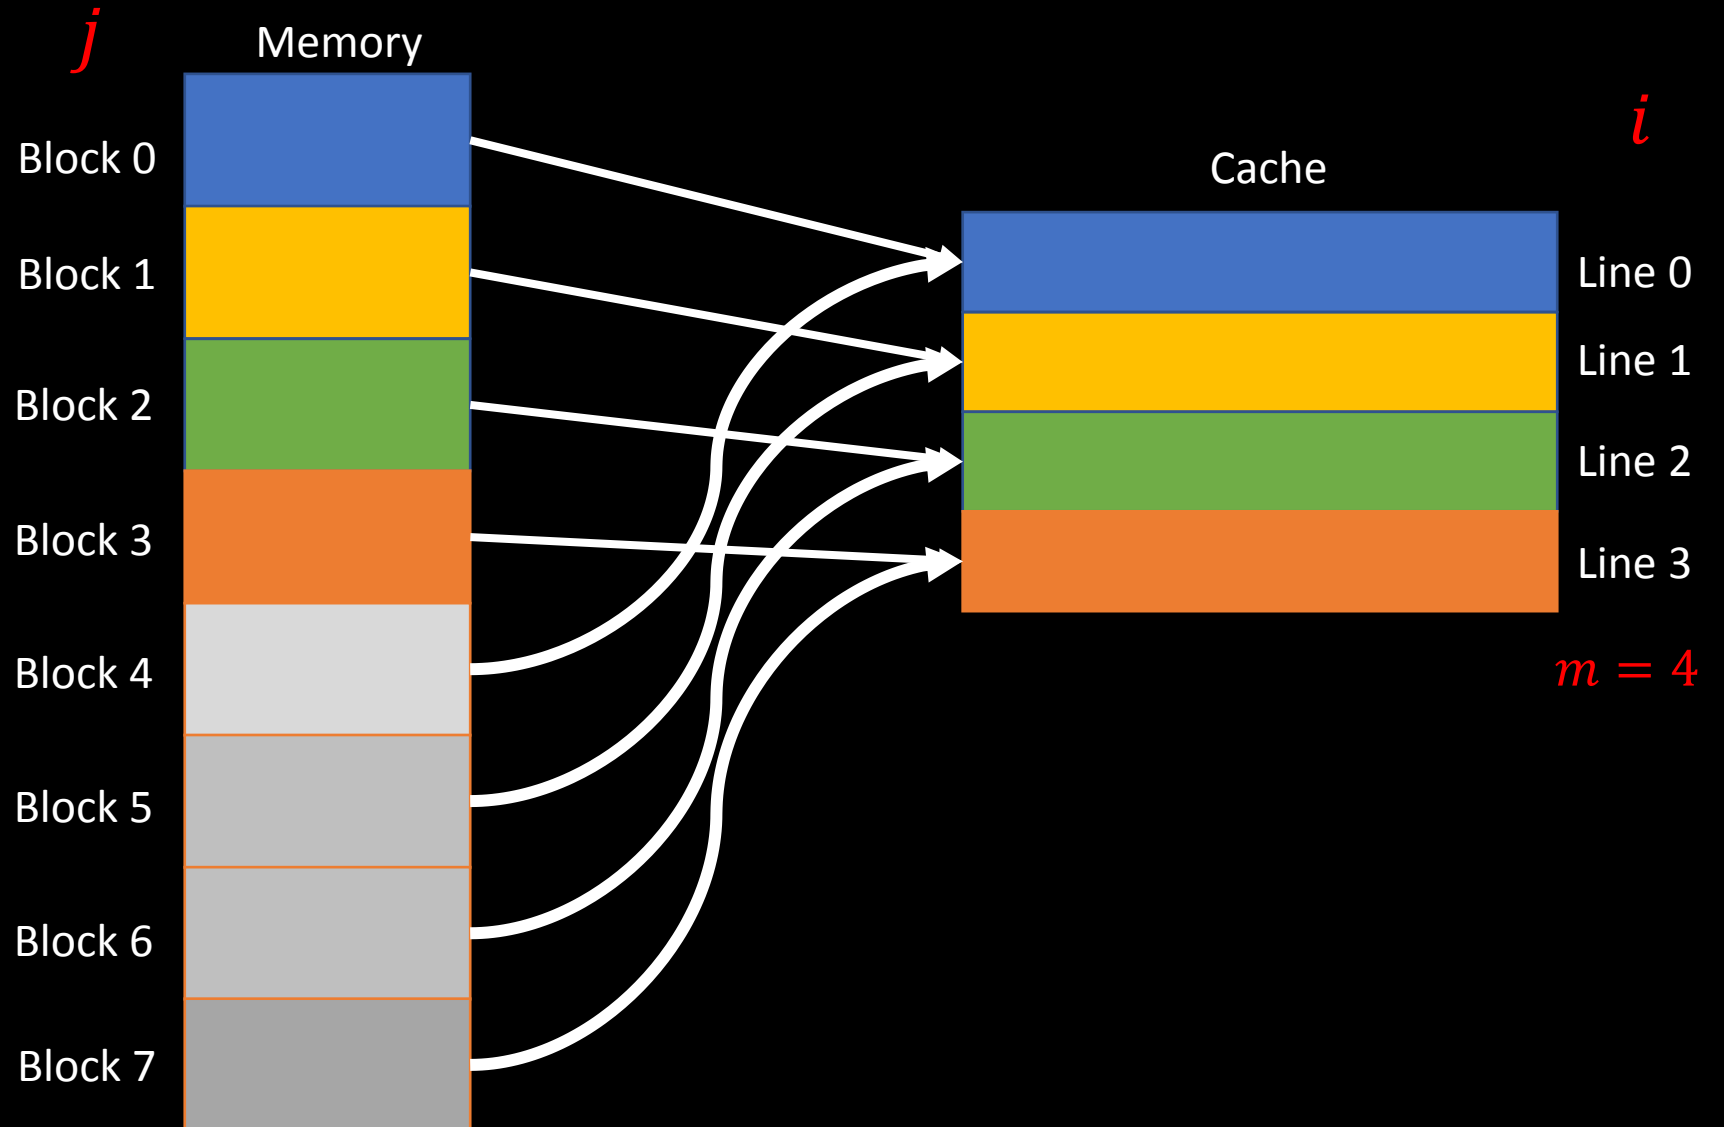 j
Memory
Block 0
Block 1
Block 2
Block 3
Block 4
Block 5
Block 6
Block 7
i
Cache
Line 0
Line 1
Line 2
Line 3
m = 4